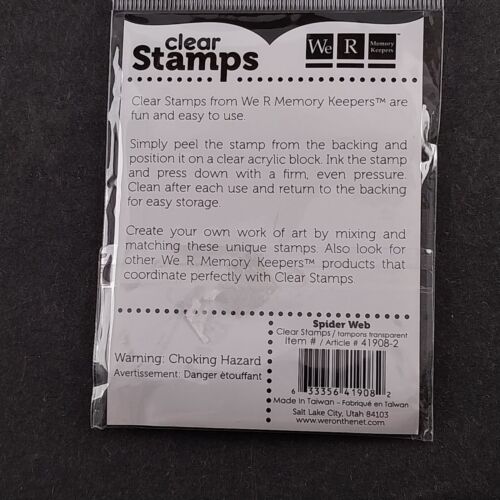 clear
Stamps
We R Memory Keepers
Clear Stamps from We R Memory Keepers™ are
fun and easy to use.
Simply peel the stamp from the backing and
position it on a clear acrylic block. Ink the stamp
and press down with a firm, even pressure.
Clean after each use and return to the backing
for easy storage.
Create your own work of art by mixing and
matching these unique stamps. Also look for
other We R Memory Keepers™ products that
coordinate perfectly with Clear Stamps.
Spider Web
Clear Stamps / tampons transparent
Item # / Article # 41908-2
Warning: Choking Hazard
Avertissement: Danger ètouffant
6 33356 41908 2
Made in Taiwan - Fabriqué en Taïwan
Salt Lake City, Utah 84103
www.weronthenet.com